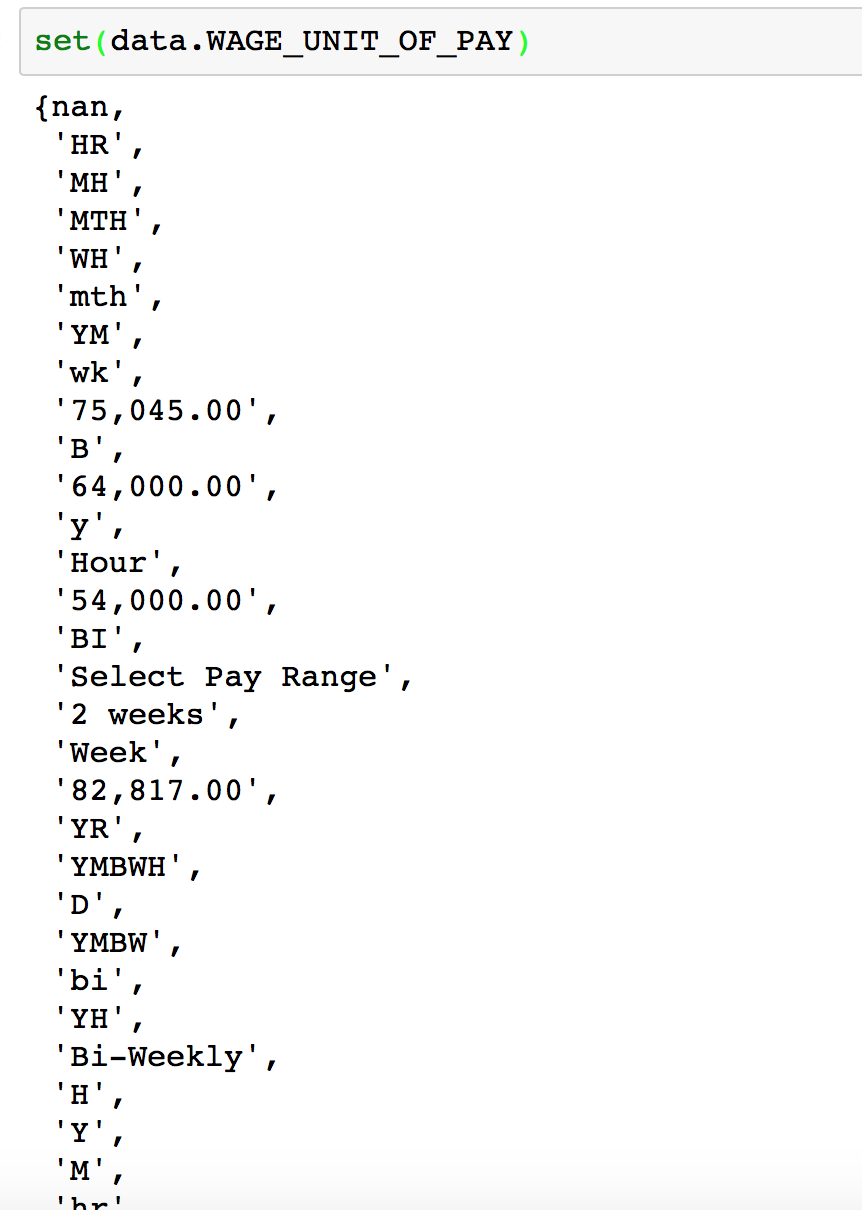 set(data.WAGE_UNIT_OF_PAY)
{nan,
'HR',
'MH',
'MTH',
'WH',
'mth',
'YM',
'wk',
'75,045.00',
'B',
'64,000.00',
'y',
'Hour',
'54,000.00',
'BI',
'Select Pay Range',
'2 weeks',
'Week',
'82,817.00',
'YR',
'YMBWH',
'D',
'YMBW',
'bi',
'YH',
'Bi-Weekly',
'H',
'Y',
'M',
'hr'